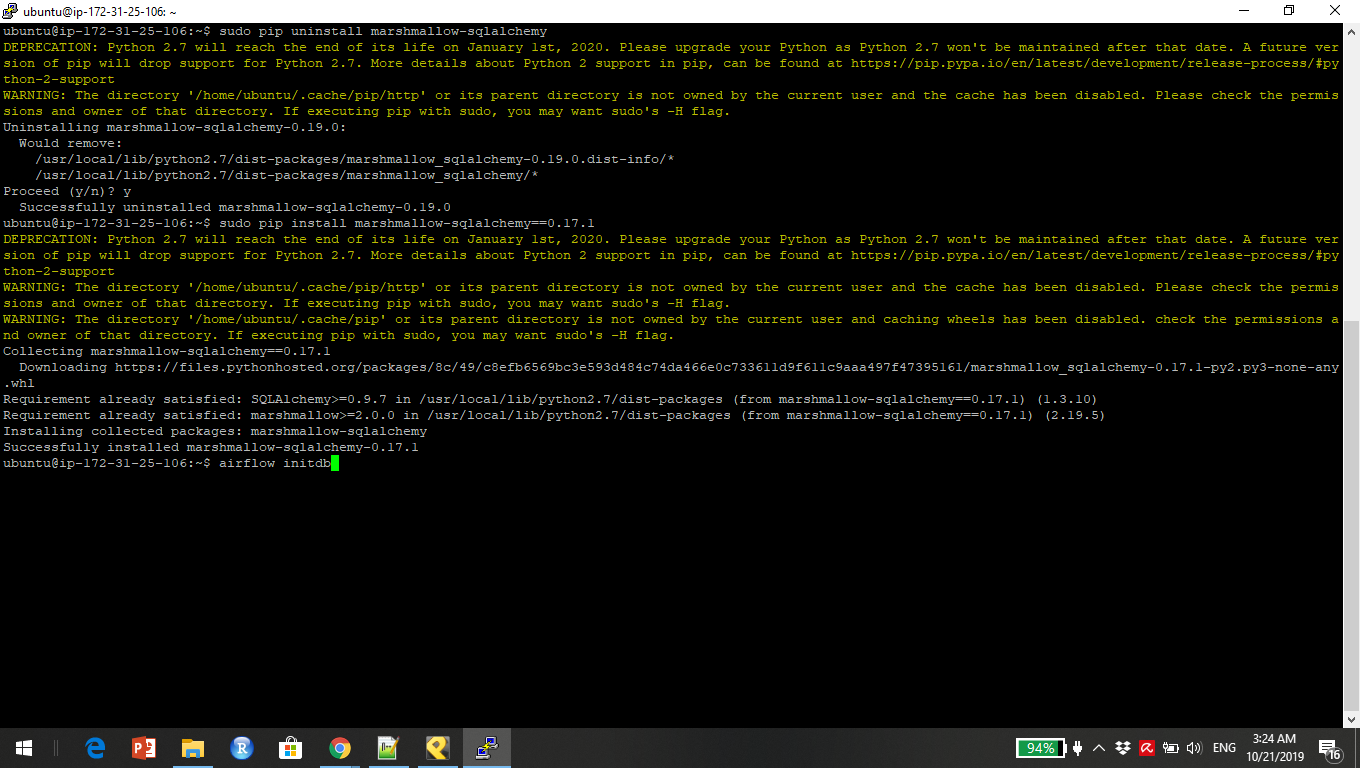 ubuntu@ip-172-31-25-106: ~
ubuntu@ip-172-31-25-106:~$ sudo pip uninstall marshmallow-sqlalchemy
DEPRECATION: Python 2.7 will reach the end of its life on January 1st, 2020. Please upgrade your Python as Python 2.7 won't be maintained after that date. A future ver
sion of pip will drop support for Python 2.7. More details about Python 2 support in pip, can be found at https://pip.pypa.io/en/latest/development/release-process/#py
thon-2-support
WARNING: The directory '/home/ubuntu/.cache/pip/http' or its parent directory is not owned by the current user and the cache has been disabled. Please check the permis
sions and owner of that directory. If executing pip with sudo, you may want sudo's -H flag.
Uninstalling marshmallow-sqlalchemy-0.19.0:
  Would remove:
    /usr/local/lib/python2.7/dist-packages/marshmallow_sqlalchemy-0.19.0.dist-info/*
    /usr/local/lib/python2.7/dist-packages/marshmallow_sqlalchemy/*
Proceed (y/n)? y
  Successfully uninstalled marshmallow-sqlalchemy-0.19.0
ubuntu@ip-172-31-25-106:~$ sudo pip install marshmallow-sqlalchemy==0.17.1
DEPRECATION: Python 2.7 will reach the end of its life on January 1st, 2020. Please upgrade your Python as Python 2.7 won't be maintained after that date. A future ver
sion of pip will drop support for Python 2.7. More details about Python 2 support in pip, can be found at https://pip.pypa.io/en/latest/development/release-process/#py
thon-2-support
WARNING: The directory '/home/ubuntu/.cache/pip/http' or its parent directory is not owned by the current user and the cache has been disabled. Please check the permis
sions and owner of that directory. If executing pip with sudo, you may want sudo's -H flag.
WARNING: The directory '/home/ubuntu/.cache/pip' or its parent directory is not owned by the current user and caching wheels has been disabled. check the permissions a
nd owner of that directory. If executing pip with sudo, you may want sudo's -H flag.
Collecting marshmallow-sqlalchemy==0.17.1
  Downloading https://files.pythonhosted.org/packages/8c/49/c8efb6569bc3e593d484c74da466e0c733611d9f611c9aaa497f47395161/marshmallow_sqlalchemy-0.17.1-py2.py3-none-any
.whl
Requirement already satisfied: SQLAlchemy>=0.9.7 in /usr/local/lib/python2.7/dist-packages (from marshmallow-sqlalchemy==0.17.1) (1.3.10)
Requirement already satisfied: marshmallow>=2.0.0 in /usr/local/lib/python2.7/dist-packages (from marshmallow-sqlalchemy==0.17.1) (2.19.5)
Installing collected packages: marshmallow-sqlalchemy
Successfully installed marshmallow-sqlalchemy-0.17.1
ubuntu@ip-172-31-25-106:~$ airflow initdb
94%
ENG
3:24 AM
10/21/2019
16